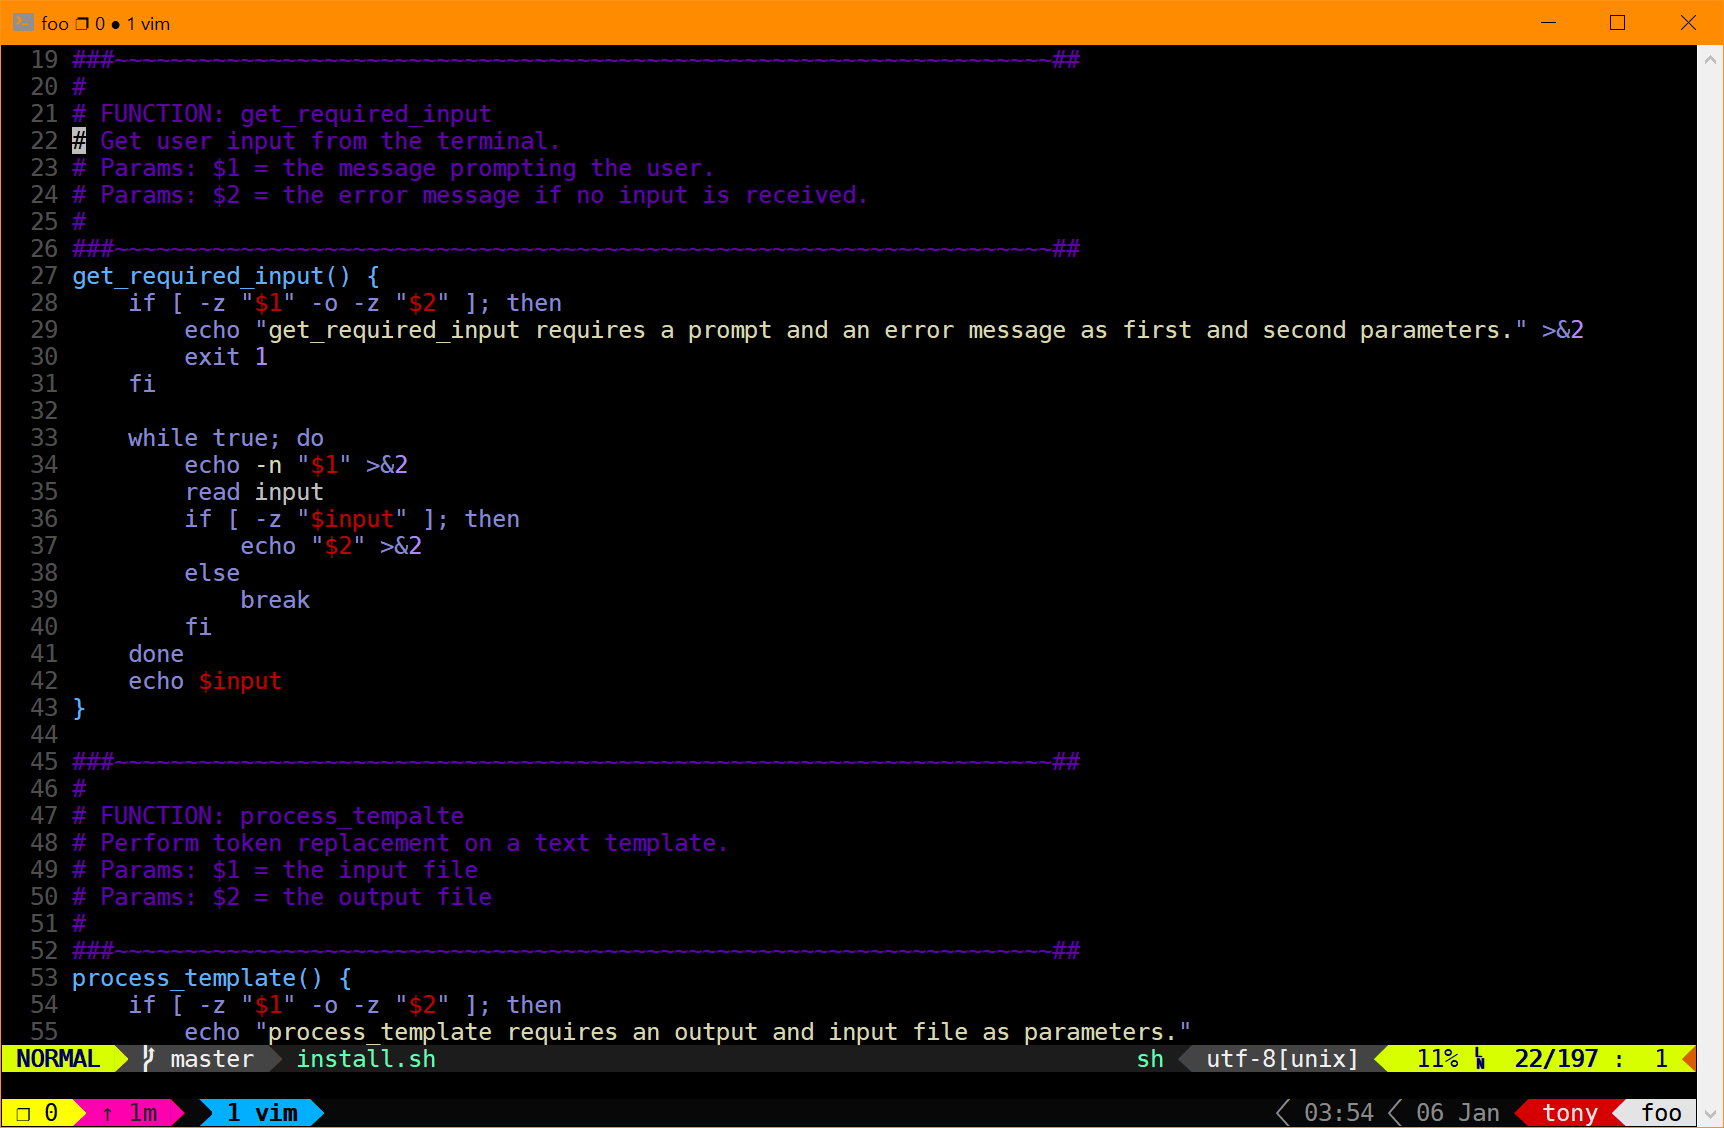 foo ❐ 0 ● 1 vim
19 ###~~~~~~~~~~~~~~~~~~~~~~~~~~~~~~~~~~~~~~~~~~~~~~~~~~~~~~~~~~~~~~~~~~~##
20 #
21 # FUNCTION: get_required_input
22 # Get user input from the terminal.
23 # Params: $1 = the message prompting the user.
24 # Params: $2 = the error message if no input is received.
25 #
26 ###~~~~~~~~~~~~~~~~~~~~~~~~~~~~~~~~~~~~~~~~~~~~~~~~~~~~~~~~~~~~~~~~~~~##
27 get_required_input() {
28     if [ -z "$1" -o -z "$2" ]; then
29         echo "get_required_input requires a prompt and an error message as first and second parameters." >&2
30         exit 1
31     fi
32
33     while true; do
34         echo -n "$1" >&2
35         read input
36         if [ -z "$input" ]; then
37             echo "$2" >&2
38         else
39             break
40         fi
41     done
42     echo $input
43 }
44
45 ###~~~~~~~~~~~~~~~~~~~~~~~~~~~~~~~~~~~~~~~~~~~~~~~~~~~~~~~~~~~~~~~~~~~##
46 #
47 # FUNCTION: process_tempalte
48 # Perform token replacement on a text template.
49 # Params: $1 = the input file
50 # Params: $2 = the output file
51 #
52 ###~~~~~~~~~~~~~~~~~~~~~~~~~~~~~~~~~~~~~~~~~~~~~~~~~~~~~~~~~~~~~~~~~~~##
53 process_template() {
54     if [ -z "$1" -o -z "$2" ]; then
55         echo "process_template requires an output and input file as parameters."
NORMAL master install.sh sh utf-8[unix] 11% 22/197 : 1
❐ 0 ↑ 1m 1 vim 03:54 06 Jan tony foo